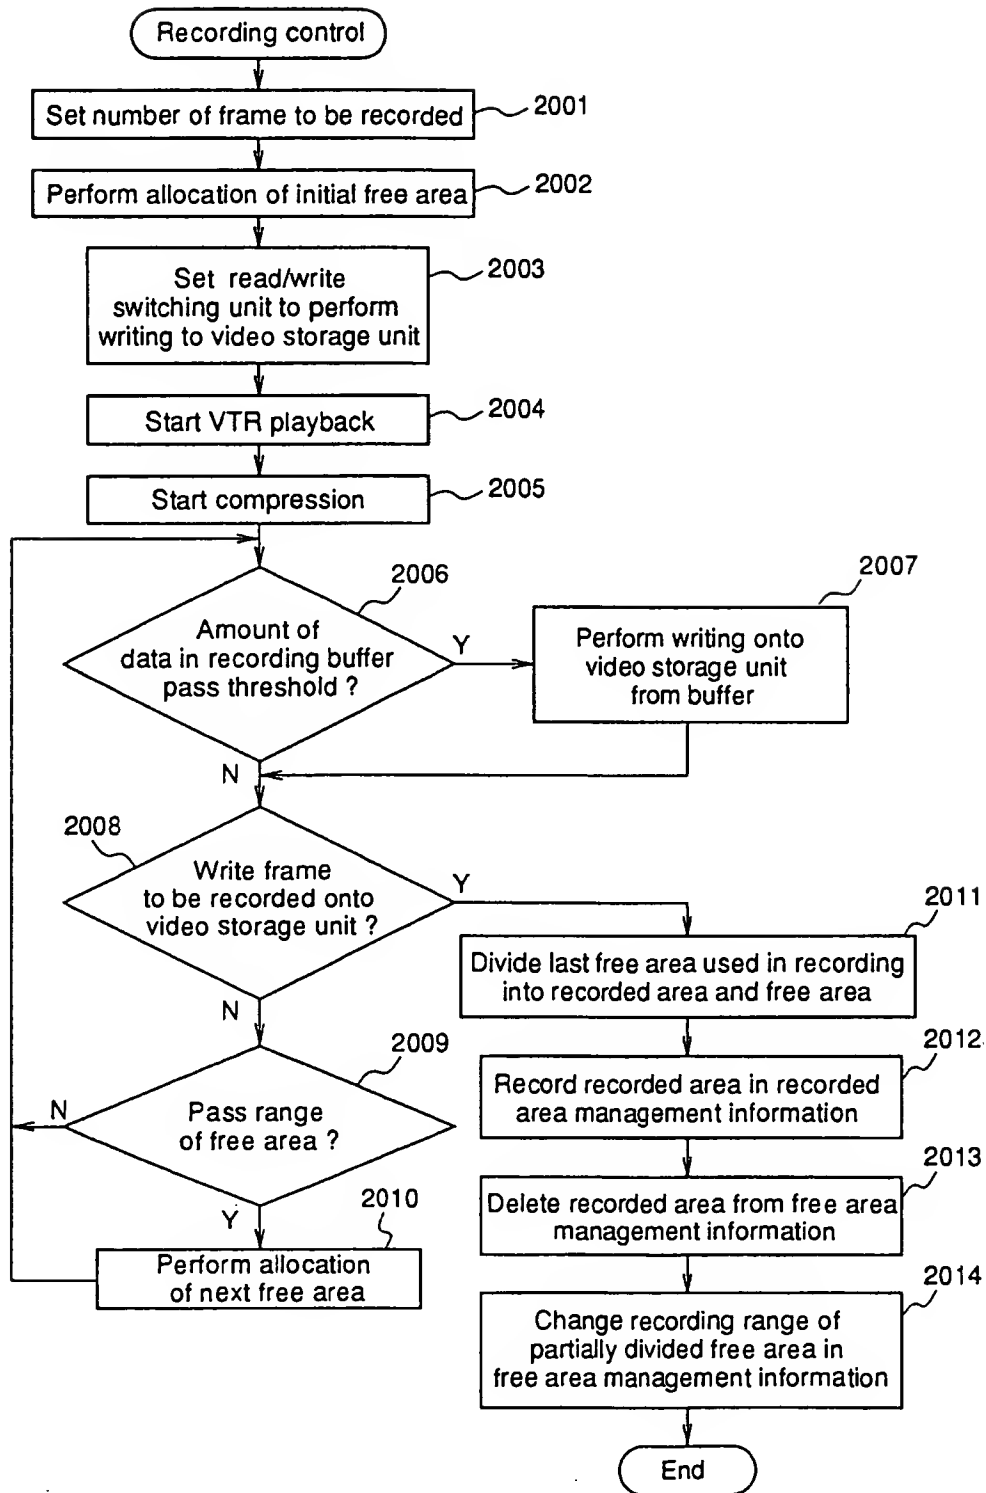 Recording control
Set number of frame to be recorded
2001
Perform allocation of initial free area
2002
Set read/write
switching unit to perform
writing to video storage unit
2003
Start VTR playback
2004
Start compression
2005
2006
Amount of
data in recording buffer
pass threshold ?
Y
N
2007
Perform writing onto
video storage unit
from buffer
2008
Write frame
to be recorded onto
video storage unit ?
Y
N
2009
Pass range
of free area ?
N
Y
2010
Perform allocation
of next free area
2011
Divide last free area used in recording
into recorded area and free area
2012
Record recorded area in recorded
area management information
2013
Delete recorded area from free area
management information
2014
Change recording range of
partially divided free area in
free area management information
End